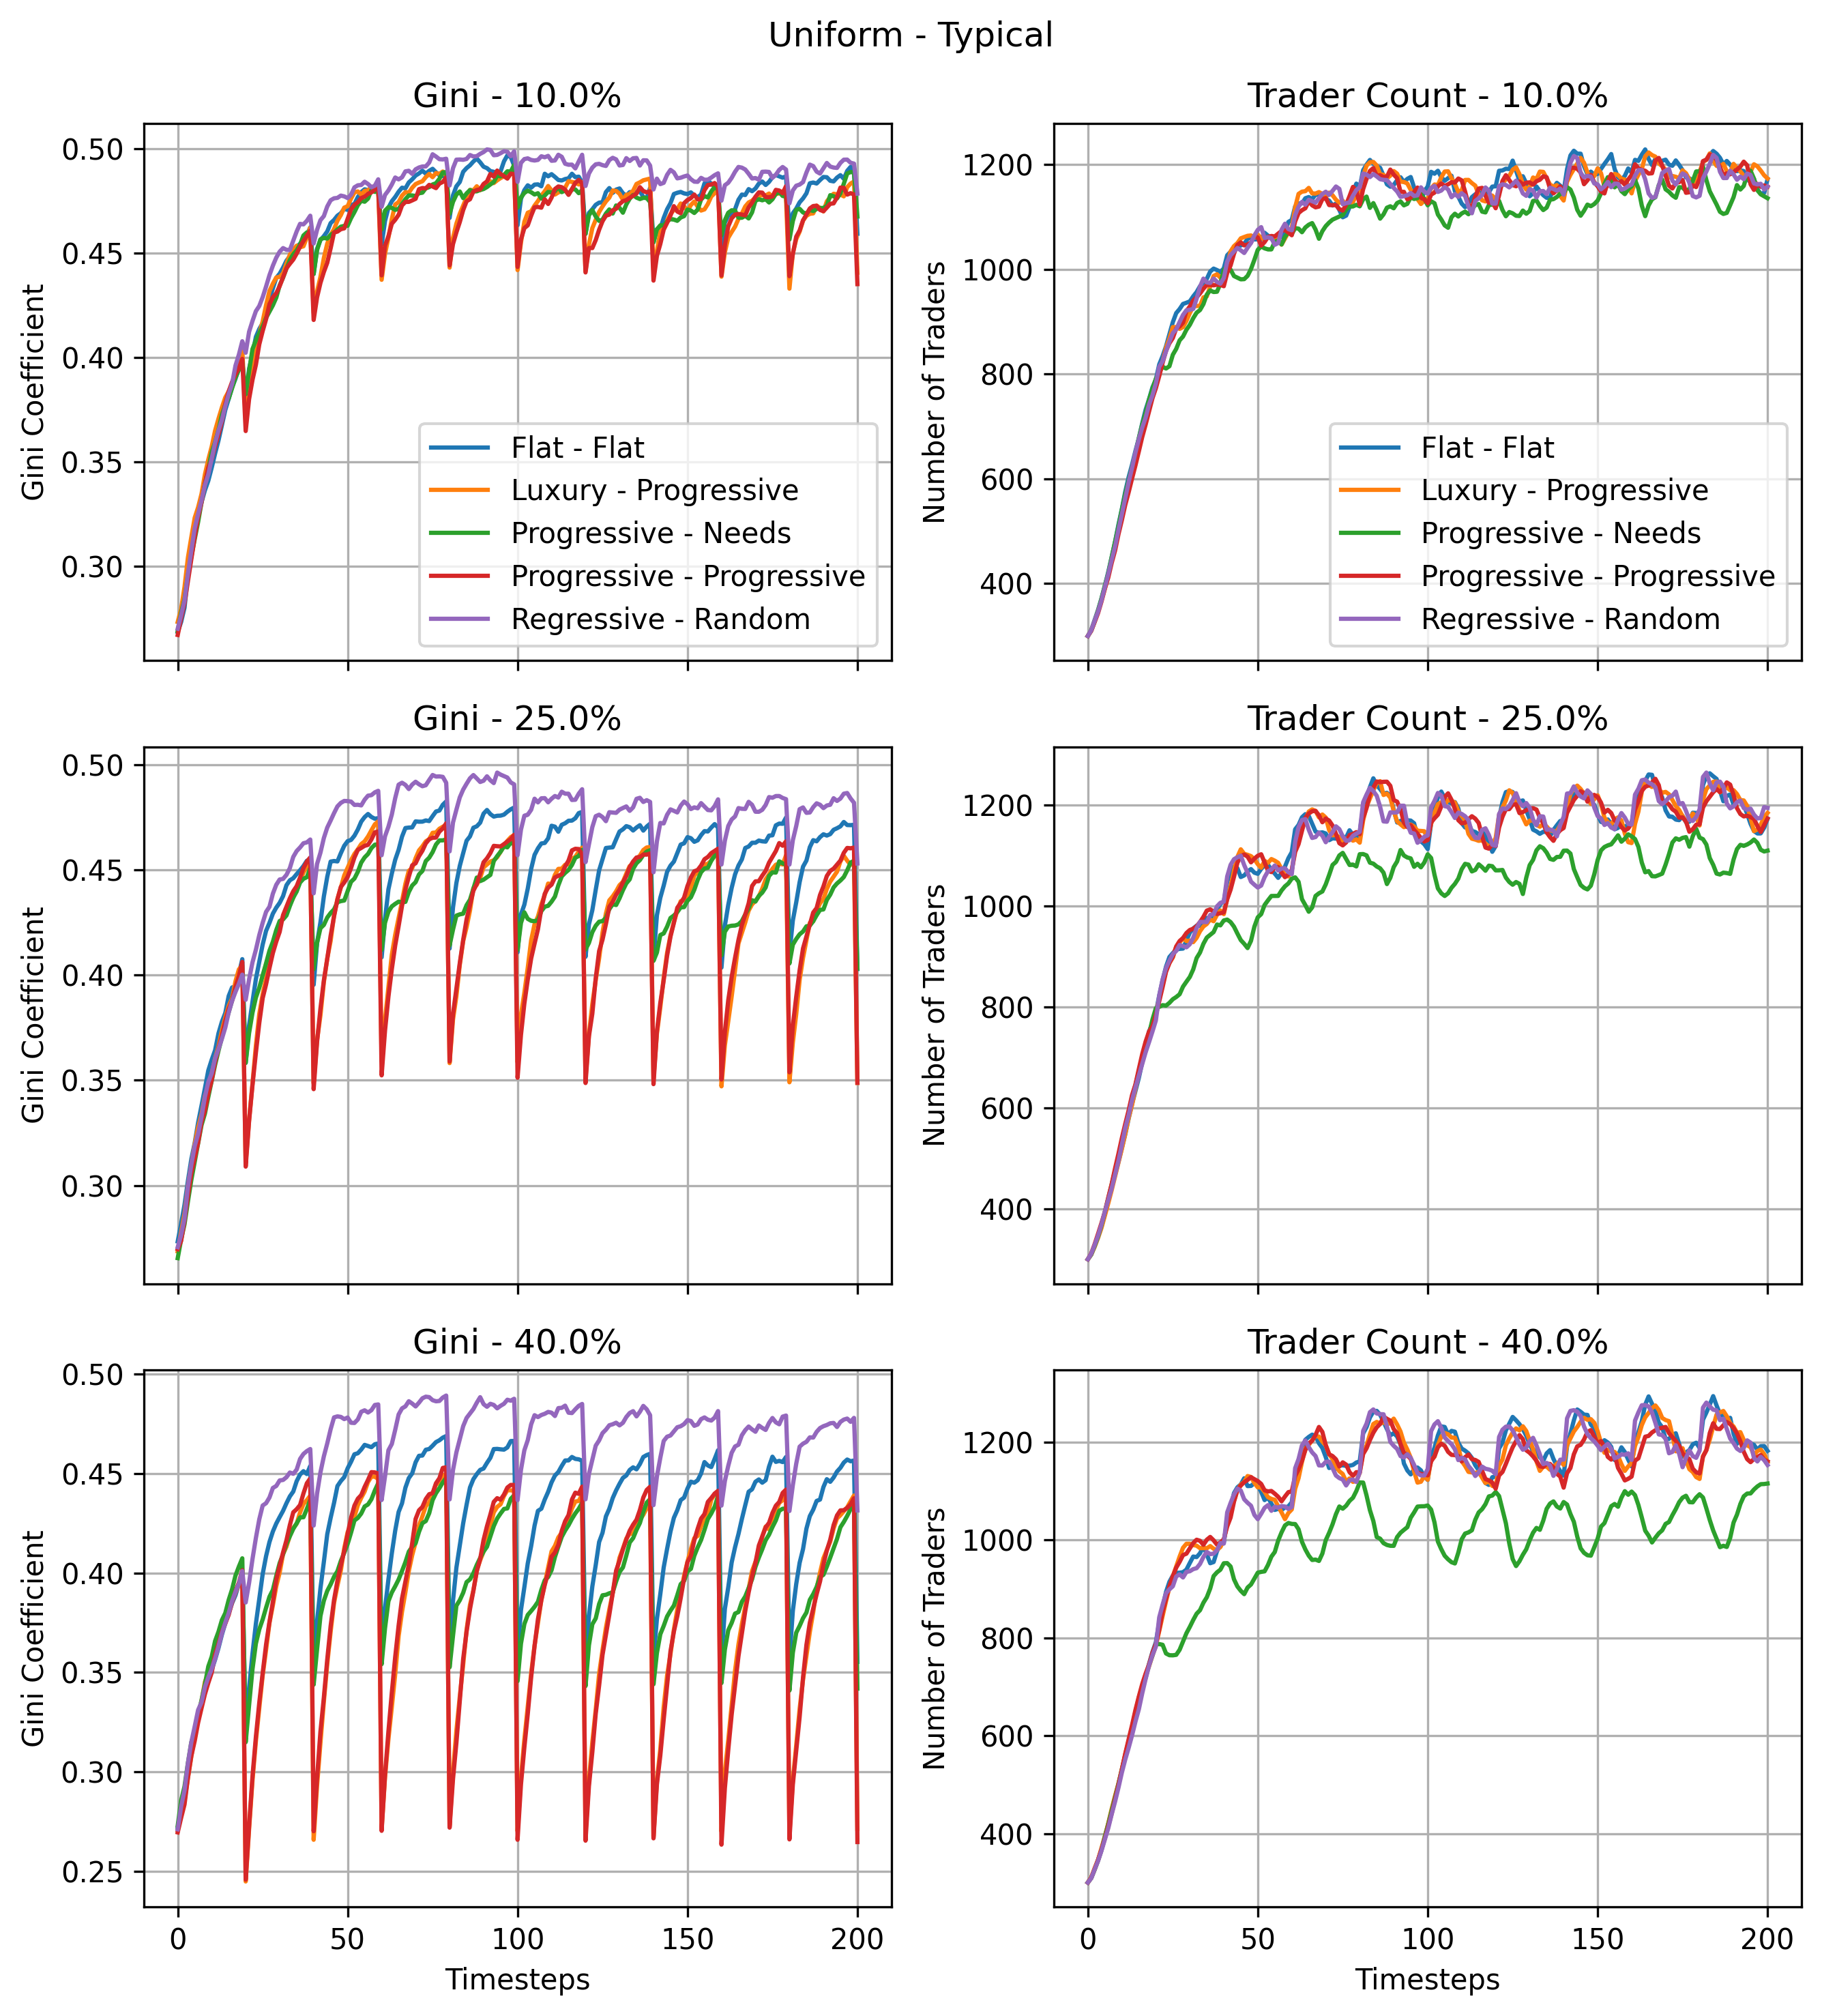 Uniform - Typical
Gini - 10.0%
Gini Coefficient
0.50
0.45
0.40
0.35
0.30
Flat - Flat
Luxury - Progressive
Progressive - Needs
Progressive - Progressive
Regressive - Random
Trader Count - 10.0%
Number of Traders
1200
1000
800
600
400
Flat - Flat
Luxury - Progressive
Progressive - Needs
Progressive - Progressive
Regressive - Random
Gini - 25.0%
Gini Coefficient
0.50
0.45
0.40
0.35
0.30
Trader Count - 25.0%
Number of Traders
1200
1000
800
600
400
Gini - 40.0%
Gini Coefficient
0.50
0.45
0.40
0.35
0.30
0.25
0 50 100 150 200
Timesteps
Trader Count - 40.0%
Number of Traders
1200
1000
800
600
400
0 50 100 150 200
Timesteps